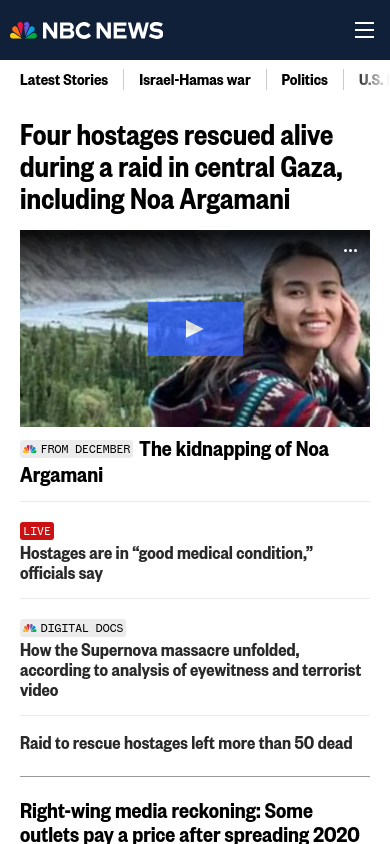 NBC NEWS
Latest Stories
Israel-Hamas war
Politics
U.S.
Four hostages rescued alive
during a raid in central Gaza,
including Noa Argamani
FROM DECEMBER The kidnapping of Noa
Argamani
LIVE
Hostages are in “good medical condition,”
officials say
DIGITAL DOCS
How the Supernova massacre unfolded,
according to analysis of eyewitness and terrorist
video
Raid to rescue hostages left more than 50 dead
Right-wing media reckoning: Some
outlets pay a price after spreading 2020